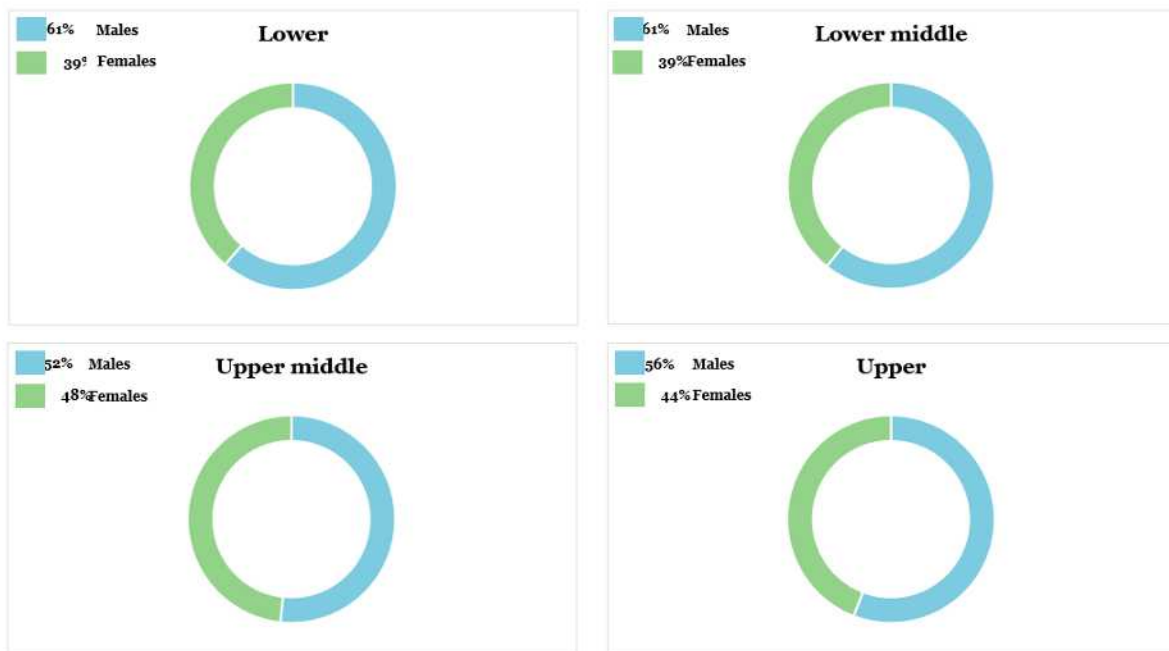 Lower
61% Males
39% Females
Lower middle
61% Males
39% Females
Upper middle
52% Males
48% Females
Upper
56% Males
44% Females